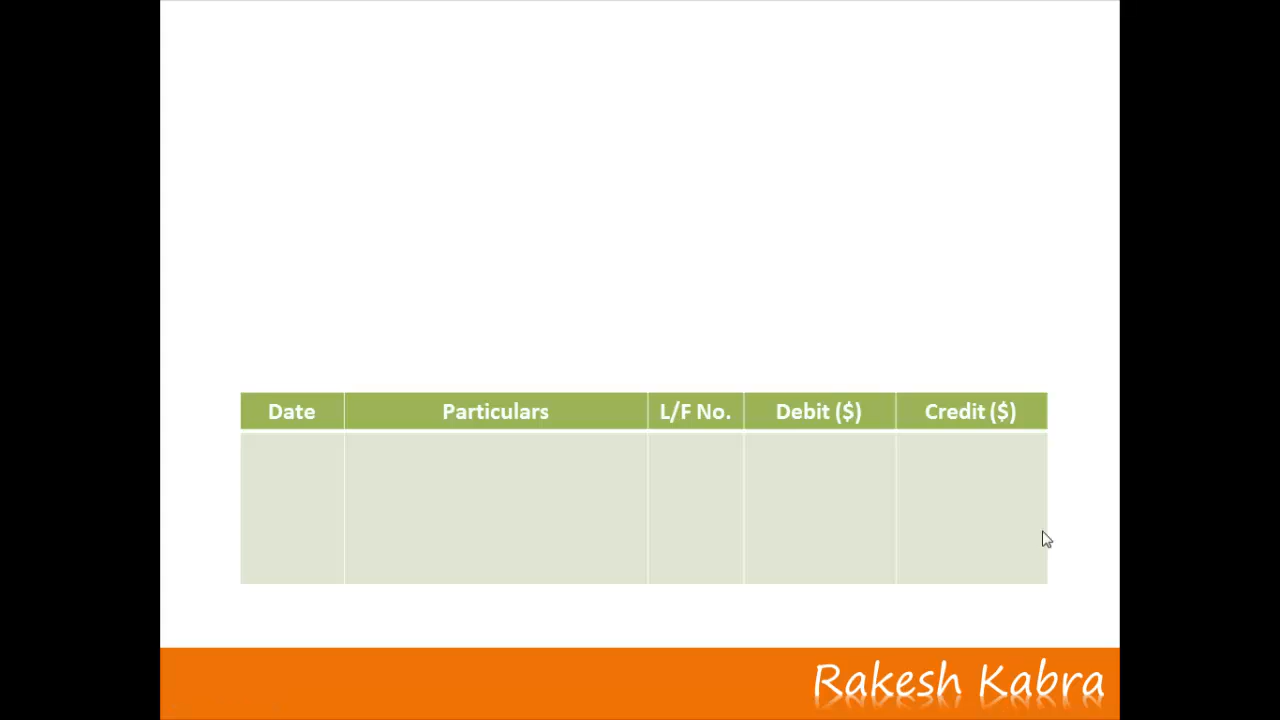 Date Particulars L/F No. Debit ($) Credit ($)
Rakesh Kabra